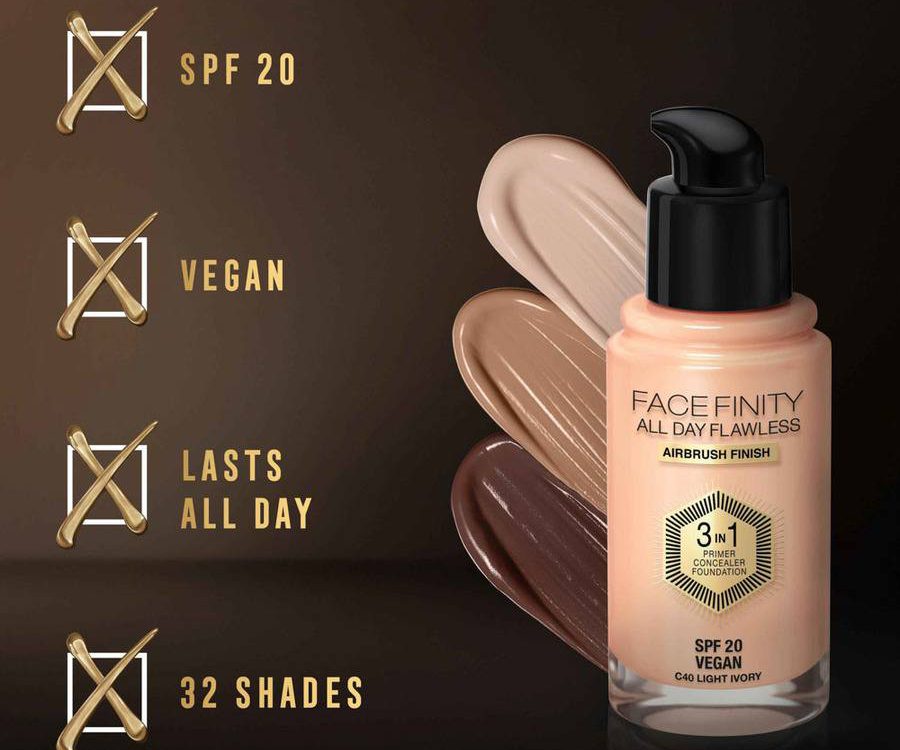 SPF 20
VEGAN
LASTS
ALL DAY
32 SHADES
FACEFINITY
ALL DAY FLAWLESS
AIRBRUSH FINISH
3 IN 1
PRIMER
CONCEALER
FOUNDATION
SPF 20
VEGAN
C40 LIGHT IVORY